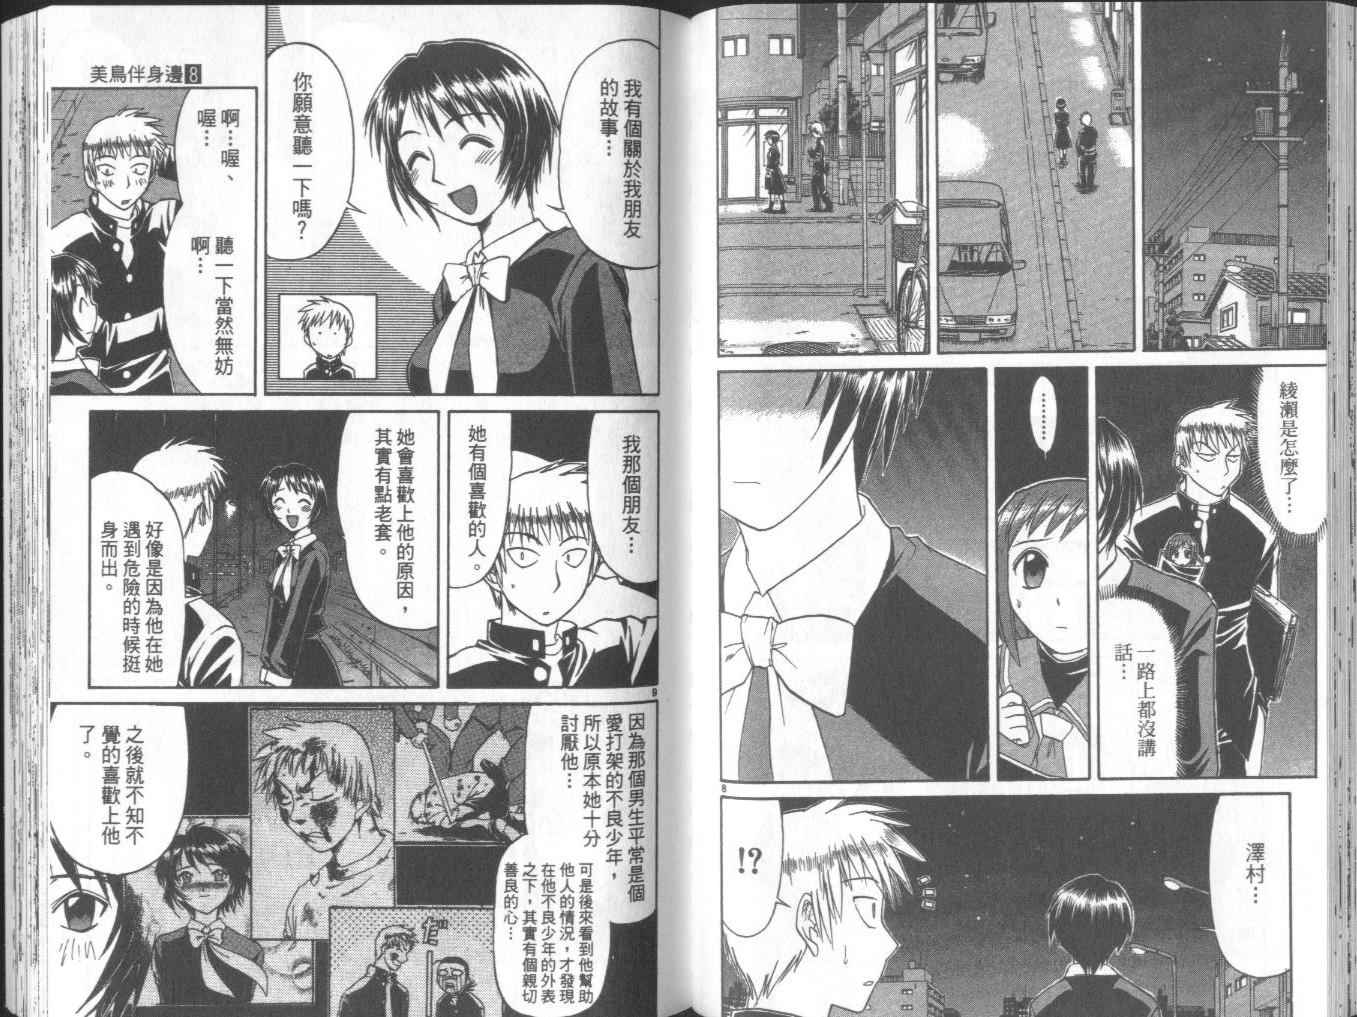 綾瀨是怎麼了…
一路上都沒講
話…
………
澤村…
!?
8
美鳥伴身邊8
我有個關於我朋友
的故事…
你願意聽一下嗎？
啊…喔、
喔…
聽一下當然無妨
啊…
我那個朋友…
她有個喜歡的人。
她會喜歡上他的原因，
其實有點老套。
好像是因為他在她
遇到危險的時候挺
身而出。
9
因為那個男生平常是個
愛打架的不良少年，
所以原本她十分
討厭他…
可是後來看到他幫助
他人的情況，才發現
在他不良少年的外表
之下，其實有個親切
善良的心…
之後就不知不
覺的喜歡上他
了。